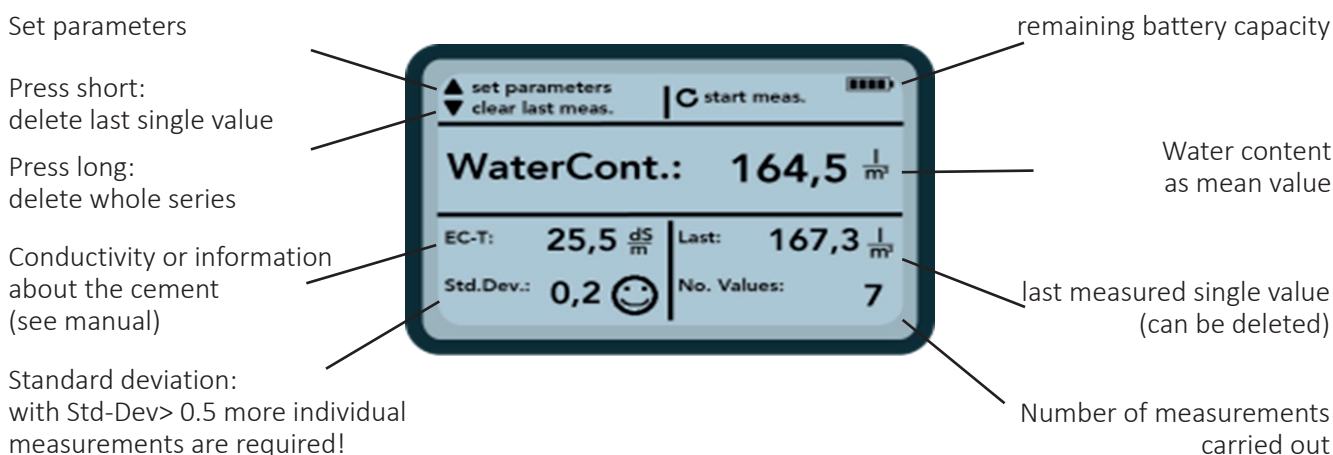 Set parameters
Press short:
delete last single value
Press long:
delete whole series
Conductivity or information
about the cement
(see manual)
Standard deviation:
with Std-Dev> 0.5 more individual
measurements are required!
▲ set parameters
▼ clear last meas.
start meas.
WaterCont.: 164,5 l/m³
EC-T: 25,5 dS/m
Std.Dev.: 0,2
Last: 167,3 l/m³
No. Values: 7
remaining battery capacity
Water content
as mean value
last measured single value
(can be deleted)
Number of measurements
carried out